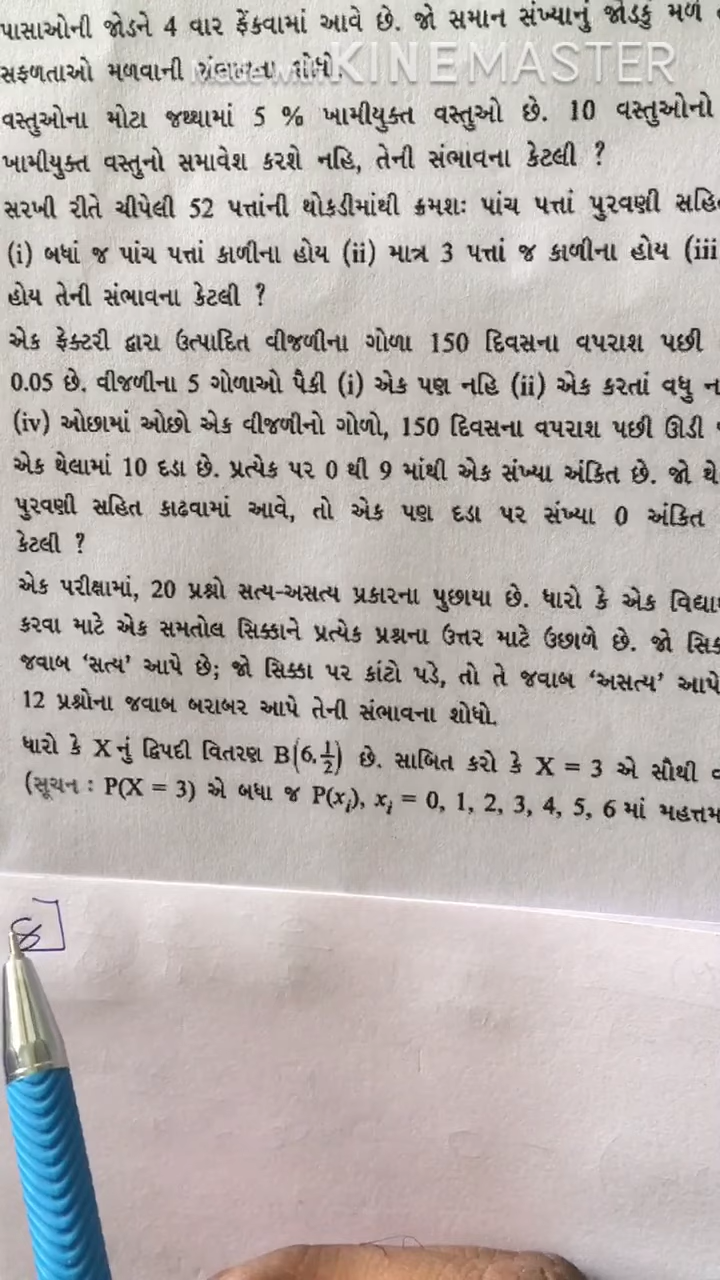 પાસાઓની જોડને 4 વાર ફેંકવામાં આવે છે. જો સમાન સંખ્યાનું જોડકું મળે
સફળતાઓ મળવાની સંભાવના શોધો.
Made with KINEMASTER
વસ્તુઓના મોટા જથ્થામાં 5 % ખામીયુક્ત વસ્તુઓ છે. 10 વસ્તુઓનો
ખામીયુક્ત વસ્તુનો સમાવેશ કરશે નહિ, તેની સંભાવના કેટલી ?
સરખી રીતે ચીપેલી 52 પત્તાંની થોકડીમાંથી ક્રમશઃ પાંચ પત્તાં પુરવણી
(i) બધાં જ પાંચ પત્તાં કાળીના હોય (ii) માત્ર 3 પત્તાં જ કાળીના હોય (iii
હોય તેની સંભાવના કેટલી ?
એક ફેક્ટરી દ્વારા ઉત્પાદિત વીજળીના ગોળા 150 દિવસના વપરાશ પછી
0.05 છે. વીજળીના 5 ગોળાઓ પૈકી (i) એક પણ નહિ (ii) એક કરતાં વધુ
(iv) ઓછામાં ઓછો એક વીજળીનો ગોળો, 150 દિવસના વપરાશ પછી ઊડી
એક થેલામાં 10 દડા છે. પ્રત્યેક પર 0 થી 9 માંથી એક સંખ્યા અંકિત છે. જો
પુરવણી સહિત કાઢવામાં આવે, તો એક પણ દડા પર સંખ્યા 0 અંકિત
કેટલી ?
એક પરીક્ષામાં, 20 પ્રશ્નો સત્ય-અસત્ય પ્રકારના પુછાયા છે. ધારો કે એક
કરવા માટે એક સમતોલ સિક્કાને પ્રત્યેક પ્રશ્નના ઉત્તર માટે ઉછાળે છે. જો
જવાબ ‘સત્ય’ આપે છે; જો સિક્કા પર કાંટો પડે, તો તે જવાબ ‘અસત્ય’ આપે
12 પ્રશ્નોના જવાબ બરાબર આપે તેની સંભાવના શોધો.
ધારો કે X નું દ્વિપદી વિતરણ B(6, 1/2) છે. સાબિત કરો કે X = 3 એ સૌથી
(સૂચન : P(X = 3) એ બધા જ P(xᵢ), xᵢ = 0, 1, 2, 3, 4, 5, 6 માં